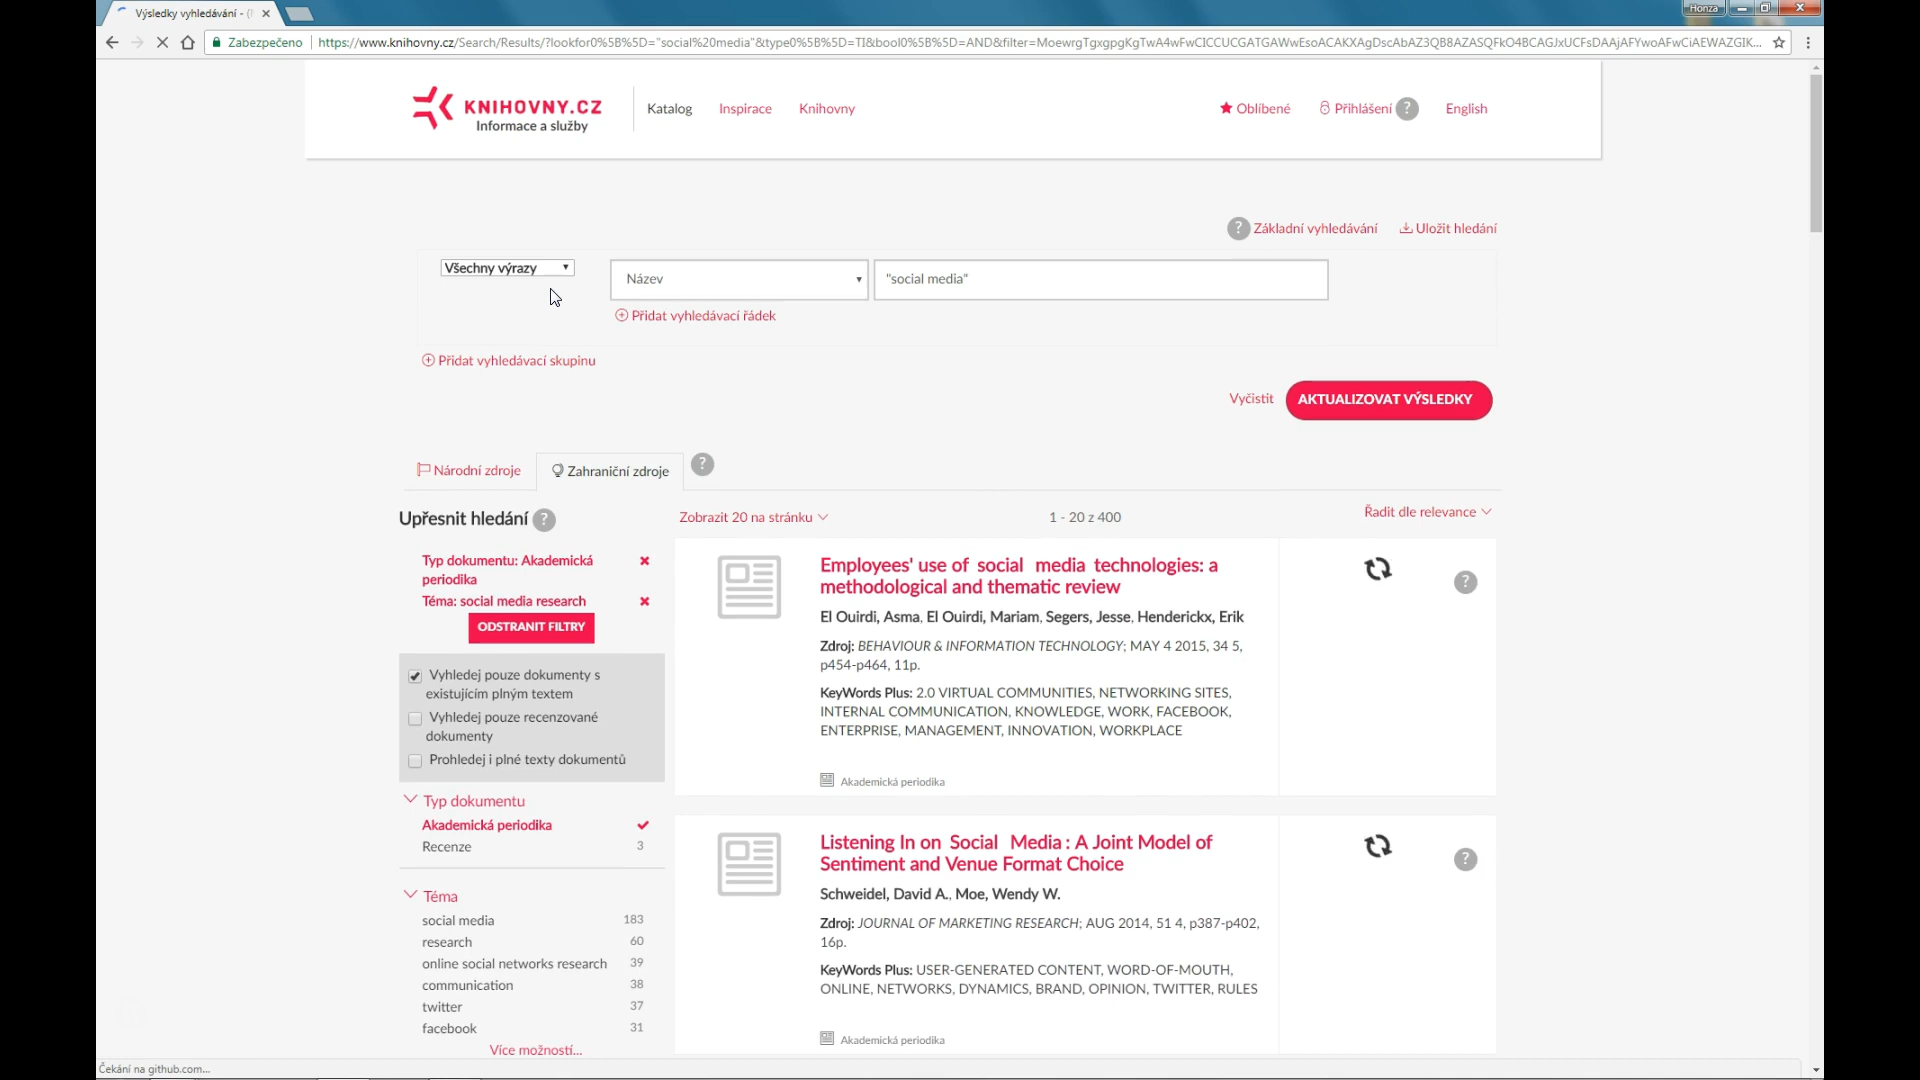 Výsledky vyhledávání - (
Honza
Zabezpečeno
https://www.knihovny.cz/Search/Results/?lookfor0%5B%5D="social%20media"&type0%5B%5D=TI&bool0%5B%5D=AND&filter=
KNIHOVNY.CZ
Informace a služby
Katalog
Inspirace
Knihovny
Oblíbené
Přihlášení ?
English
? Základní vyhledávání
Uložit hledání
Všechny výrazy
Název
"social media"
Přidat vyhledávací řádek
Přidat vyhledávací skupinu
Vyčistit
AKTUALIZOVAT VÝSLEDKY
Národní zdroje
Zahraniční zdroje
?
Upřesnit hledání ?
Zobrazit 20 na stránku
1 - 20 z 400
Řadit dle relevance
Typ dokumentu: Akademická
periodika
Téma: social media research
ODSTRANIT FILTRY
Vyhledej pouze dokumenty s
existujícím plným textem
Vyhledej pouze recenzované
dokumenty
Prohledej i plné texty dokumentů
Typ dokumentu
Akademická periodika
Recenze 3
Téma
social media 183
research 60
online social networks research 39
communication 38
twitter 37
facebook 31
Více možností...
Employees' use of social media technologies: a
methodological and thematic review
El Ouirdi, Asma, El Ouirdi, Mariam, Segers, Jesse, Henderickx, Erik
Zdroj: BEHAVIOUR & INFORMATION TECHNOLOGY; MAY 4 2015, 34 5,
p454-p464, 11p.
KeyWords Plus: 2.0 VIRTUAL COMMUNITIES, NETWORKING SITES,
INTERNAL COMMUNICATION, KNOWLEDGE, WORK, FACEBOOK,
ENTERPRISE, MANAGEMENT, INNOVATION, WORKPLACE
Akademická periodika
?
Listening In on Social Media : A Joint Model of
Sentiment and Venue Format Choice
Schweidel, David A., Moe, Wendy W.
Zdroj: JOURNAL OF MARKETING RESEARCH; AUG 2014, 51 4, p387-p402,
16p.
KeyWords Plus: USER-GENERATED CONTENT, WORD-OF-MOUTH,
ONLINE, NETWORKS, DYNAMICS, BRAND, OPINION, TWITTER, RULES
Akademická periodika
?
Čekání na github.com...